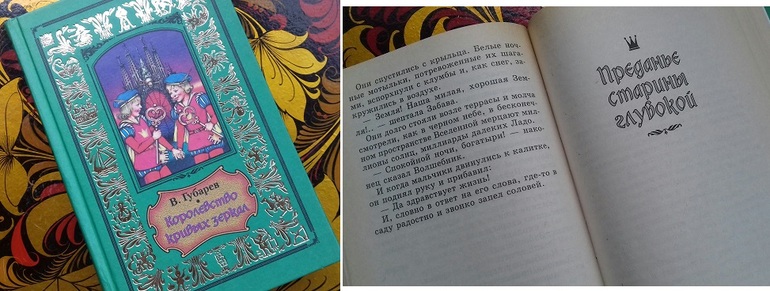 В. Губарев
Королевство
кривых зеркал
Они спустились с крыльца. Белые ноч-
ные мотыльки, потревоженные их шага-
ми, вспорхнули с клумбы и, как снег, за-
кружились в воздухе.
— Земля! Наша милая, хорошая Зем-
ля!.. — шептала Забава.
Они долго стояли возле террасы и молча
смотрели, как в черном небе, в бесконеч-
ном пространстве Вселенной мерцают мил-
лионы солнц, миллиарды далеких Ладо.
— Спокойной ночи, богатыри! — нако-
нец сказал Волшебник.
И когда мальчики двинулись к калитке,
он поднял руку и прибавил:
— Да здравствует жизнь!
И, словно в ответ на его слова, где-то в
саду радостно и звонко запел соловей.
Преданье
старины
глубокой